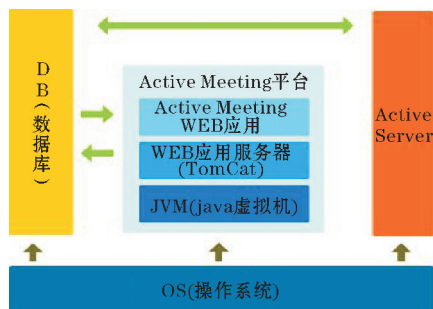 DB(数据库)
Active Meeting平台
Active Meeting
WEB应用
WEB应用服务器
(TomCat)
JVM(java虚拟机)
Active
Server
OS(操作系统)